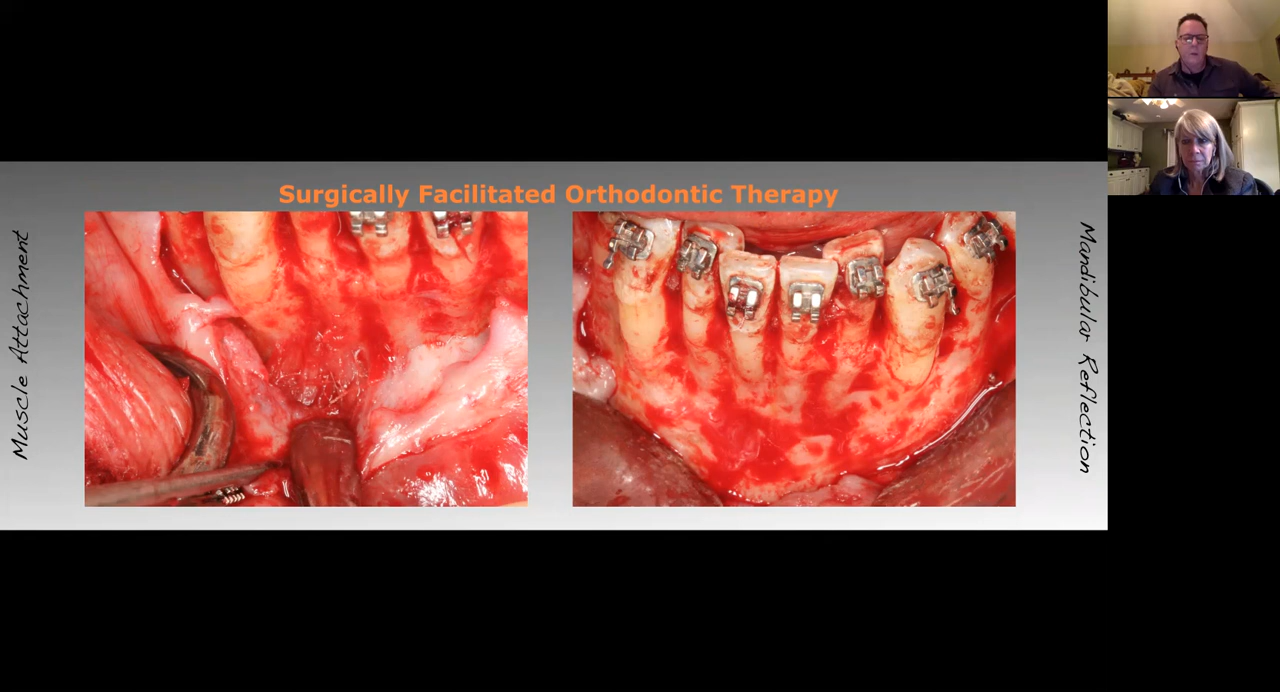 Surgically Facilitated Orthodontic Therapy
Muscle Attachment
Mandibular Reflection